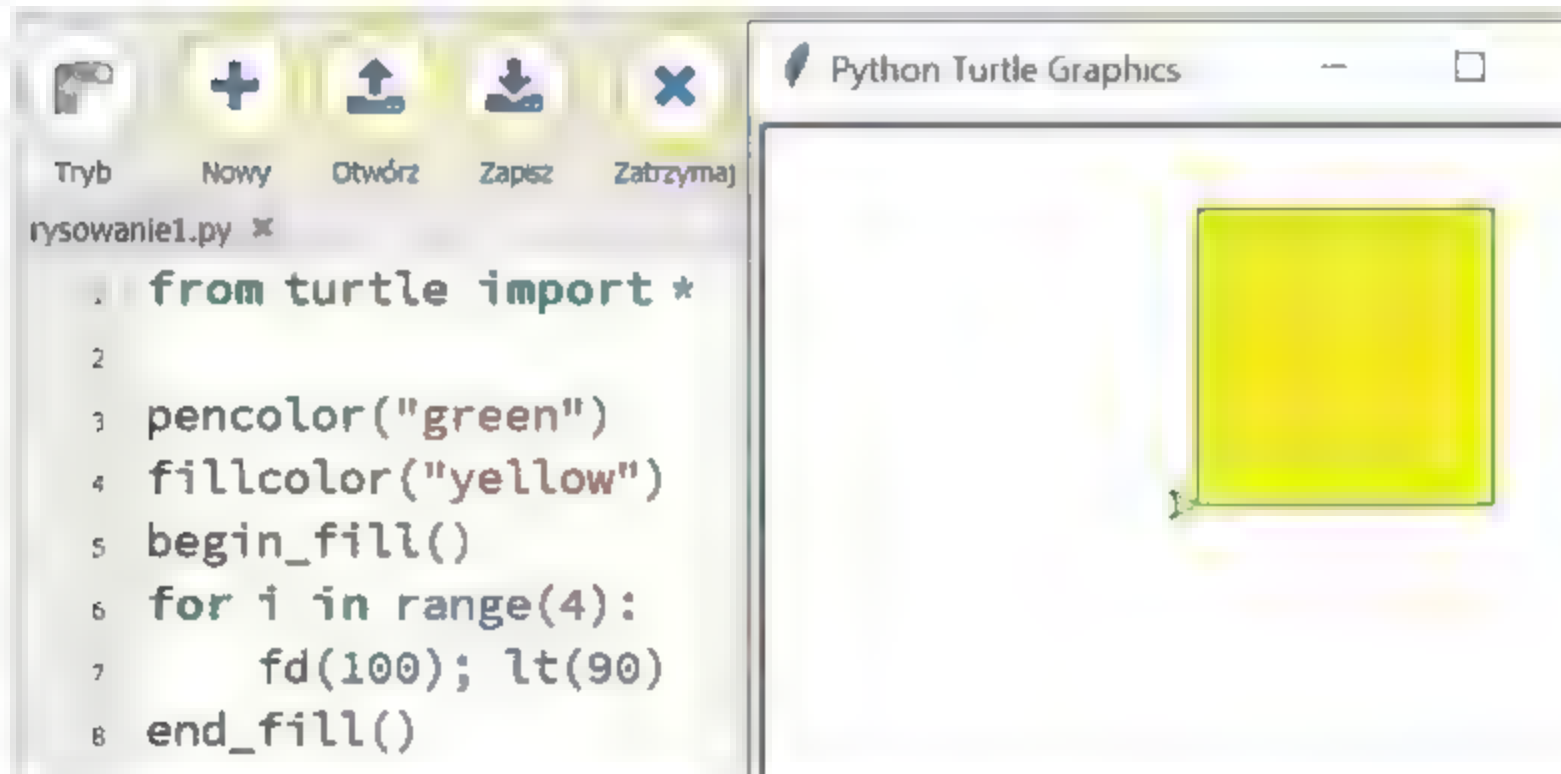 Tryb Nowy Otwórz Zapisz Zatrzymaj
rysowanie1.py
1 from turtle import *
2
3 pencolor("green")
4 fillcolor("yellow")
5 begin_fill()
6 for i in range(4):
7     fd(100); lt(90)
8 end_fill()
Python Turtle Graphics